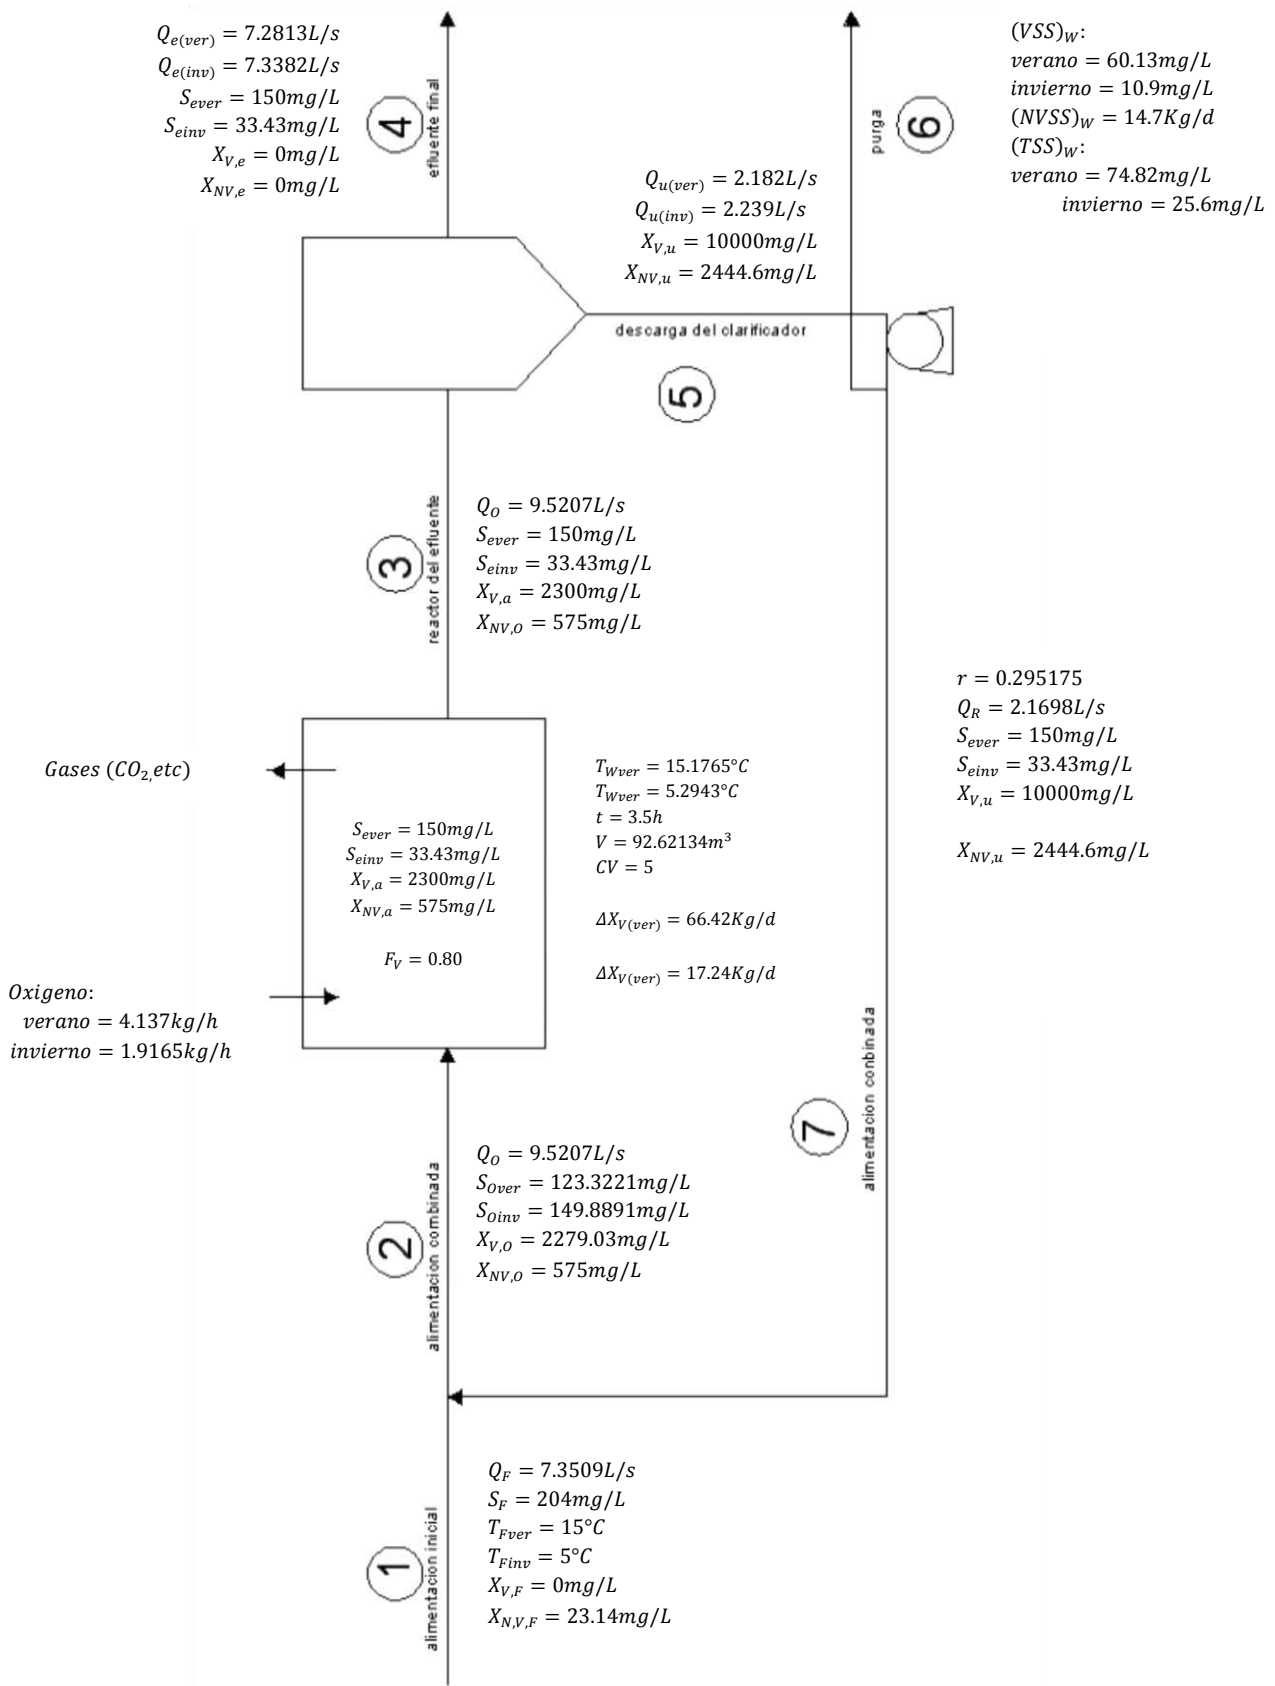 Q_{e(ver)} = 7.2813L/s
Q_{e(inv)} = 7.3382L/s
S_{ever} = 150mg/L
S_{einv} = 33.43mg/L
X_{V,e} = 0mg/L
X_{NV,e} = 0mg/L
4
efluente final
purga
6
(VSS)_W:
verano = 60.13mg/L
invierno = 10.9mg/L
(NVSS)_W = 14.7Kg/d
(TSS)_W:
verano = 74.82mg/L
invierno = 25.6mg/L
Q_{u(ver)} = 2.182L/s
Q_{u(inv)} = 2.239L/s
X_{V,u} = 10000mg/L
X_{NV,u} = 2444.6mg/L
descarga del clarificador
5
3
reactor del efluente
Q_O = 9.5207L/s
S_{ever} = 150mg/L
S_{einv} = 33.43mg/L
X_{V,a} = 2300mg/L
X_{NV,O} = 575mg/L
r = 0.295175
Q_R = 2.1698L/s
S_{ever} = 150mg/L
S_{einv} = 33.43mg/L
X_{V,u} = 10000mg/L
X_{NV,u} = 2444.6mg/L
Gases (CO_{2,}etc)
S_{ever} = 150mg/L
S_{einv} = 33.43mg/L
X_{V,a} = 2300mg/L
X_{NV,a} = 575mg/L
F_V = 0.80
T_{Wver} = 15.1765°C
T_{Wver} = 5.2943°C
t = 3.5h
V = 92.62134m³
CV = 5
ΔX_{V(ver)} = 66.42Kg/d
ΔX_{V(ver)} = 17.24Kg/d
Oxigeno:
verano = 4.137kg/h
invierno = 1.9165kg/h
7
alimentacion conbinada
2
alimentacion combinada
Q_O = 9.5207L/s
S_{Over} = 123.3221mg/L
S_{Oinv} = 149.8891mg/L
X_{V,O} = 2279.03mg/L
X_{NV,O} = 575mg/L
1
alimentacion inicial
Q_F = 7.3509L/s
S_F = 204mg/L
T_{Fver} = 15°C
T_{Finv} = 5°C
X_{V,F} = 0mg/L
X_{N,V,F} = 23.14mg/L